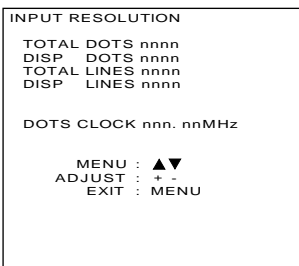 INPUT RESOLUTION
TOTAL DOTS nnnn
DISP DOTS nnnn
TOTAL LINES nnnn
DISP LINES nnnn
DOTS CLOCK nnn. nnMHz
MENU : ▲▼
ADJUST : + -
EXIT : MENU